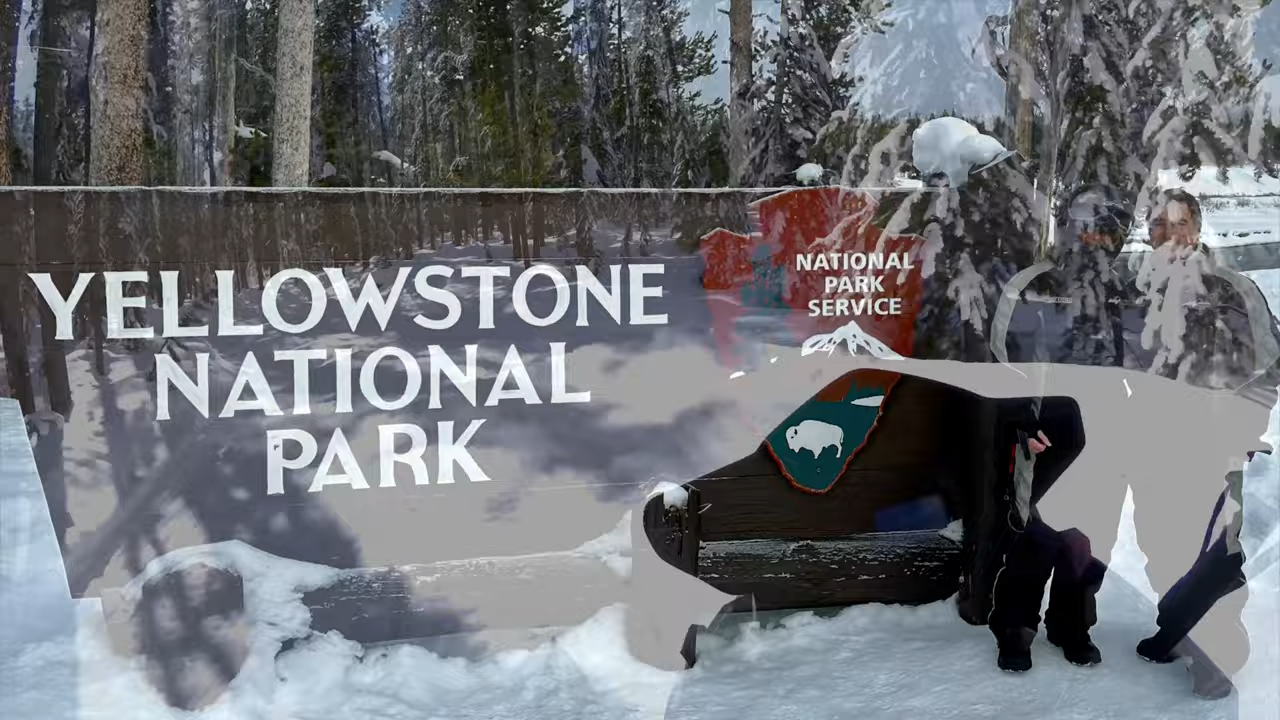 YELLOWSTONE
NATIONAL
PARK
NATIONAL
PARK
SERVICE